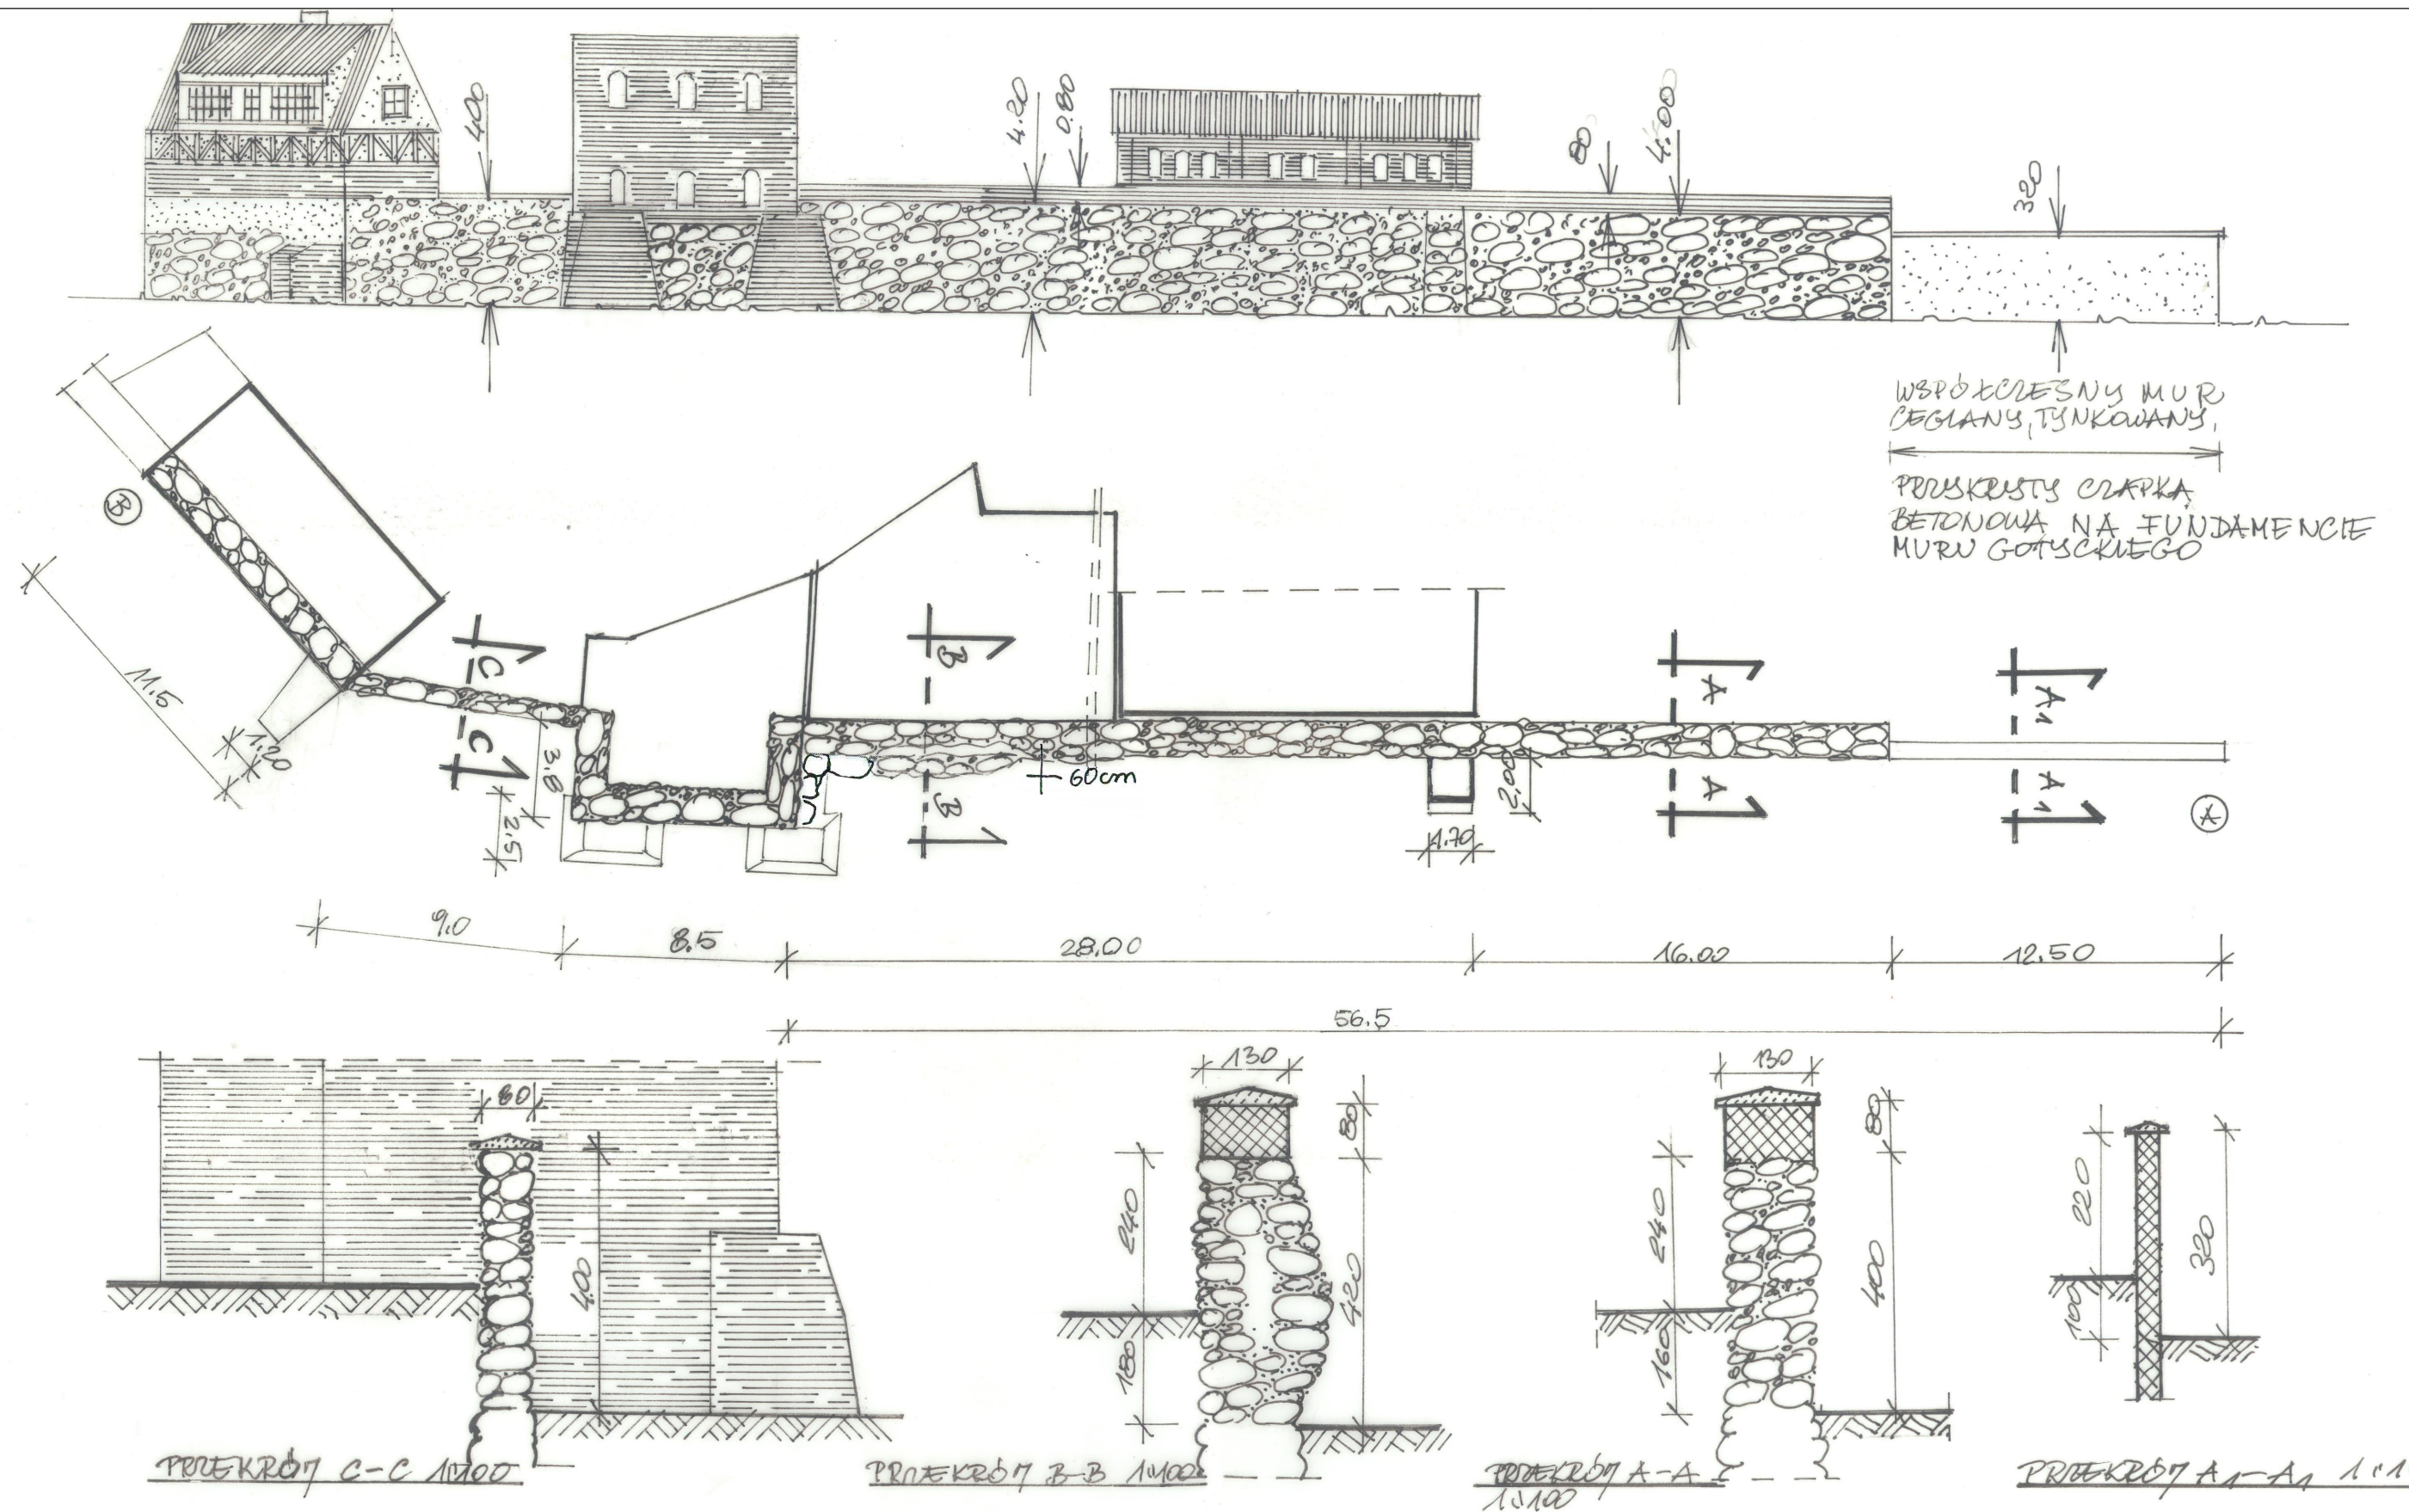 400
4.20
0.80
80
4.00
320
WSPÓŁCZESNY MUR
CEGLANY, TYNKOWANY,
PRZYKRYTY CZAPKĄ
BETONOWA NA FUNDAMENCIE
MURU GOTYCKIEGO
B
11.5
1.20
C
C
3.8
2.5
B
B
60cm
2.00
1.70
A
A
A1
A1
A
9.0
8.5
28.00
16.00
12.50
56.5
400
130
80
240
180
420
130
80
240
160
400
220
100
320
PRZEKRÓJ C-C 1:100
PRZEKRÓJ B-B 1:100
PRZEKRÓJ A-A
1:100
PRZEKRÓJ A1-A1 1:1